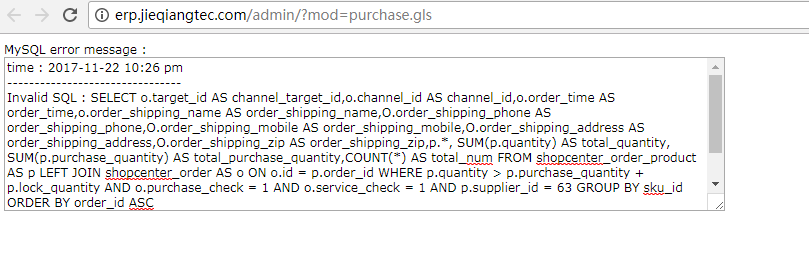 erp.jieqiangtec.com/admin/?mod=purchase.gls
MySQL error message :
time : 2017-11-22 10:26 pm
--------------------------------
Invalid SQL : SELECT o.target_id AS channel_target_id,o.channel_id AS channel_id,o.order_time AS
order_time,o.order_shipping_name AS order_shipping_name,O.order_shipping_phone AS
order_shipping_phone,O.order_shipping_mobile AS order_shipping_mobile,O.order_shipping_address AS
order_shipping_address,O.order_shipping_zip AS order_shipping_zip,p.*, SUM(p.quantity) AS total_quantity,
SUM(p.purchase_quantity) AS total_purchase_quantity,COUNT(*) AS total_num FROM shopcenter_order_product
AS p LEFT JOIN shopcenter_order AS o ON o.id = p.order_id WHERE p.quantity > p.purchase_quantity +
p.lock_quantity AND o.purchase_check = 1 AND o.service_check = 1 AND p.supplier_id = 63 GROUP BY sku_id
ORDER BY order_id ASC